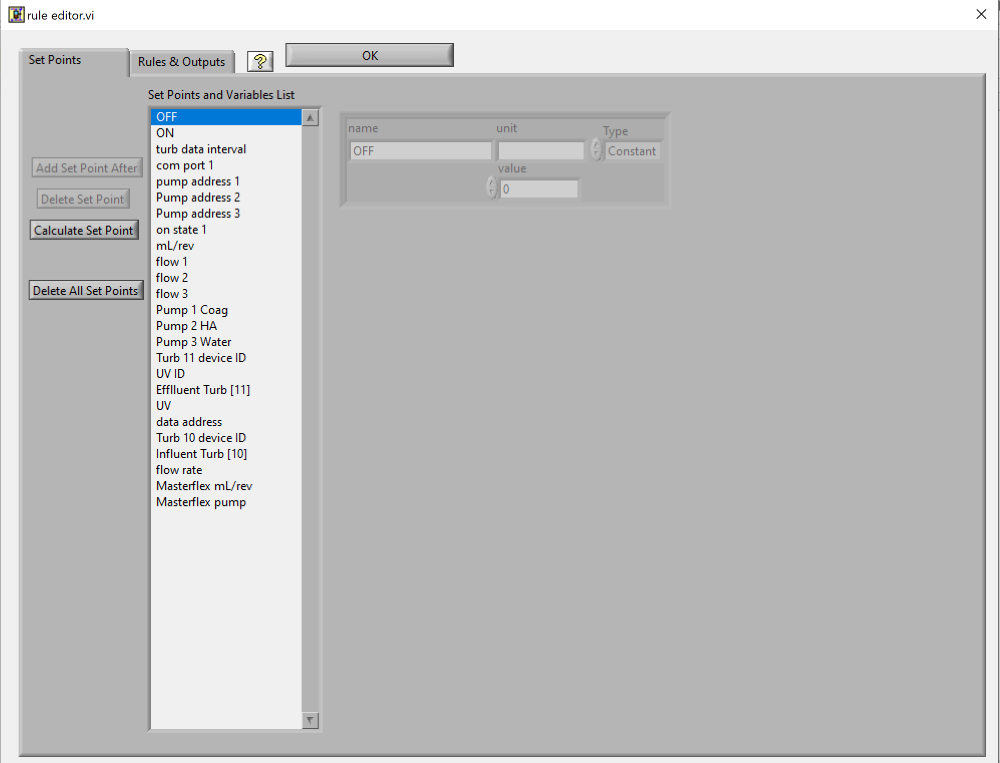 rule editor.vi
Set Points
Rules & Outputs
?
OK
Set Points and Variables List
Add Set Point After
Delete Set Point
Calculate Set Point
Delete All Set Points
OFF
ON
turb data interval
com port 1
pump address 1
Pump address 2
Pump address 3
on state 1
mL/rev
flow 1
flow 2
flow 3
Pump 1 Coag
Pump 2 HA
Pump 3 Water
Turb 11 device ID
UV ID
Efflluent Turb [11]
UV
data address
Turb 10 device ID
Influent Turb [10]
flow rate
Masterflex mL/rev
Masterflex pump
name unit Type
OFF Constant
value
0